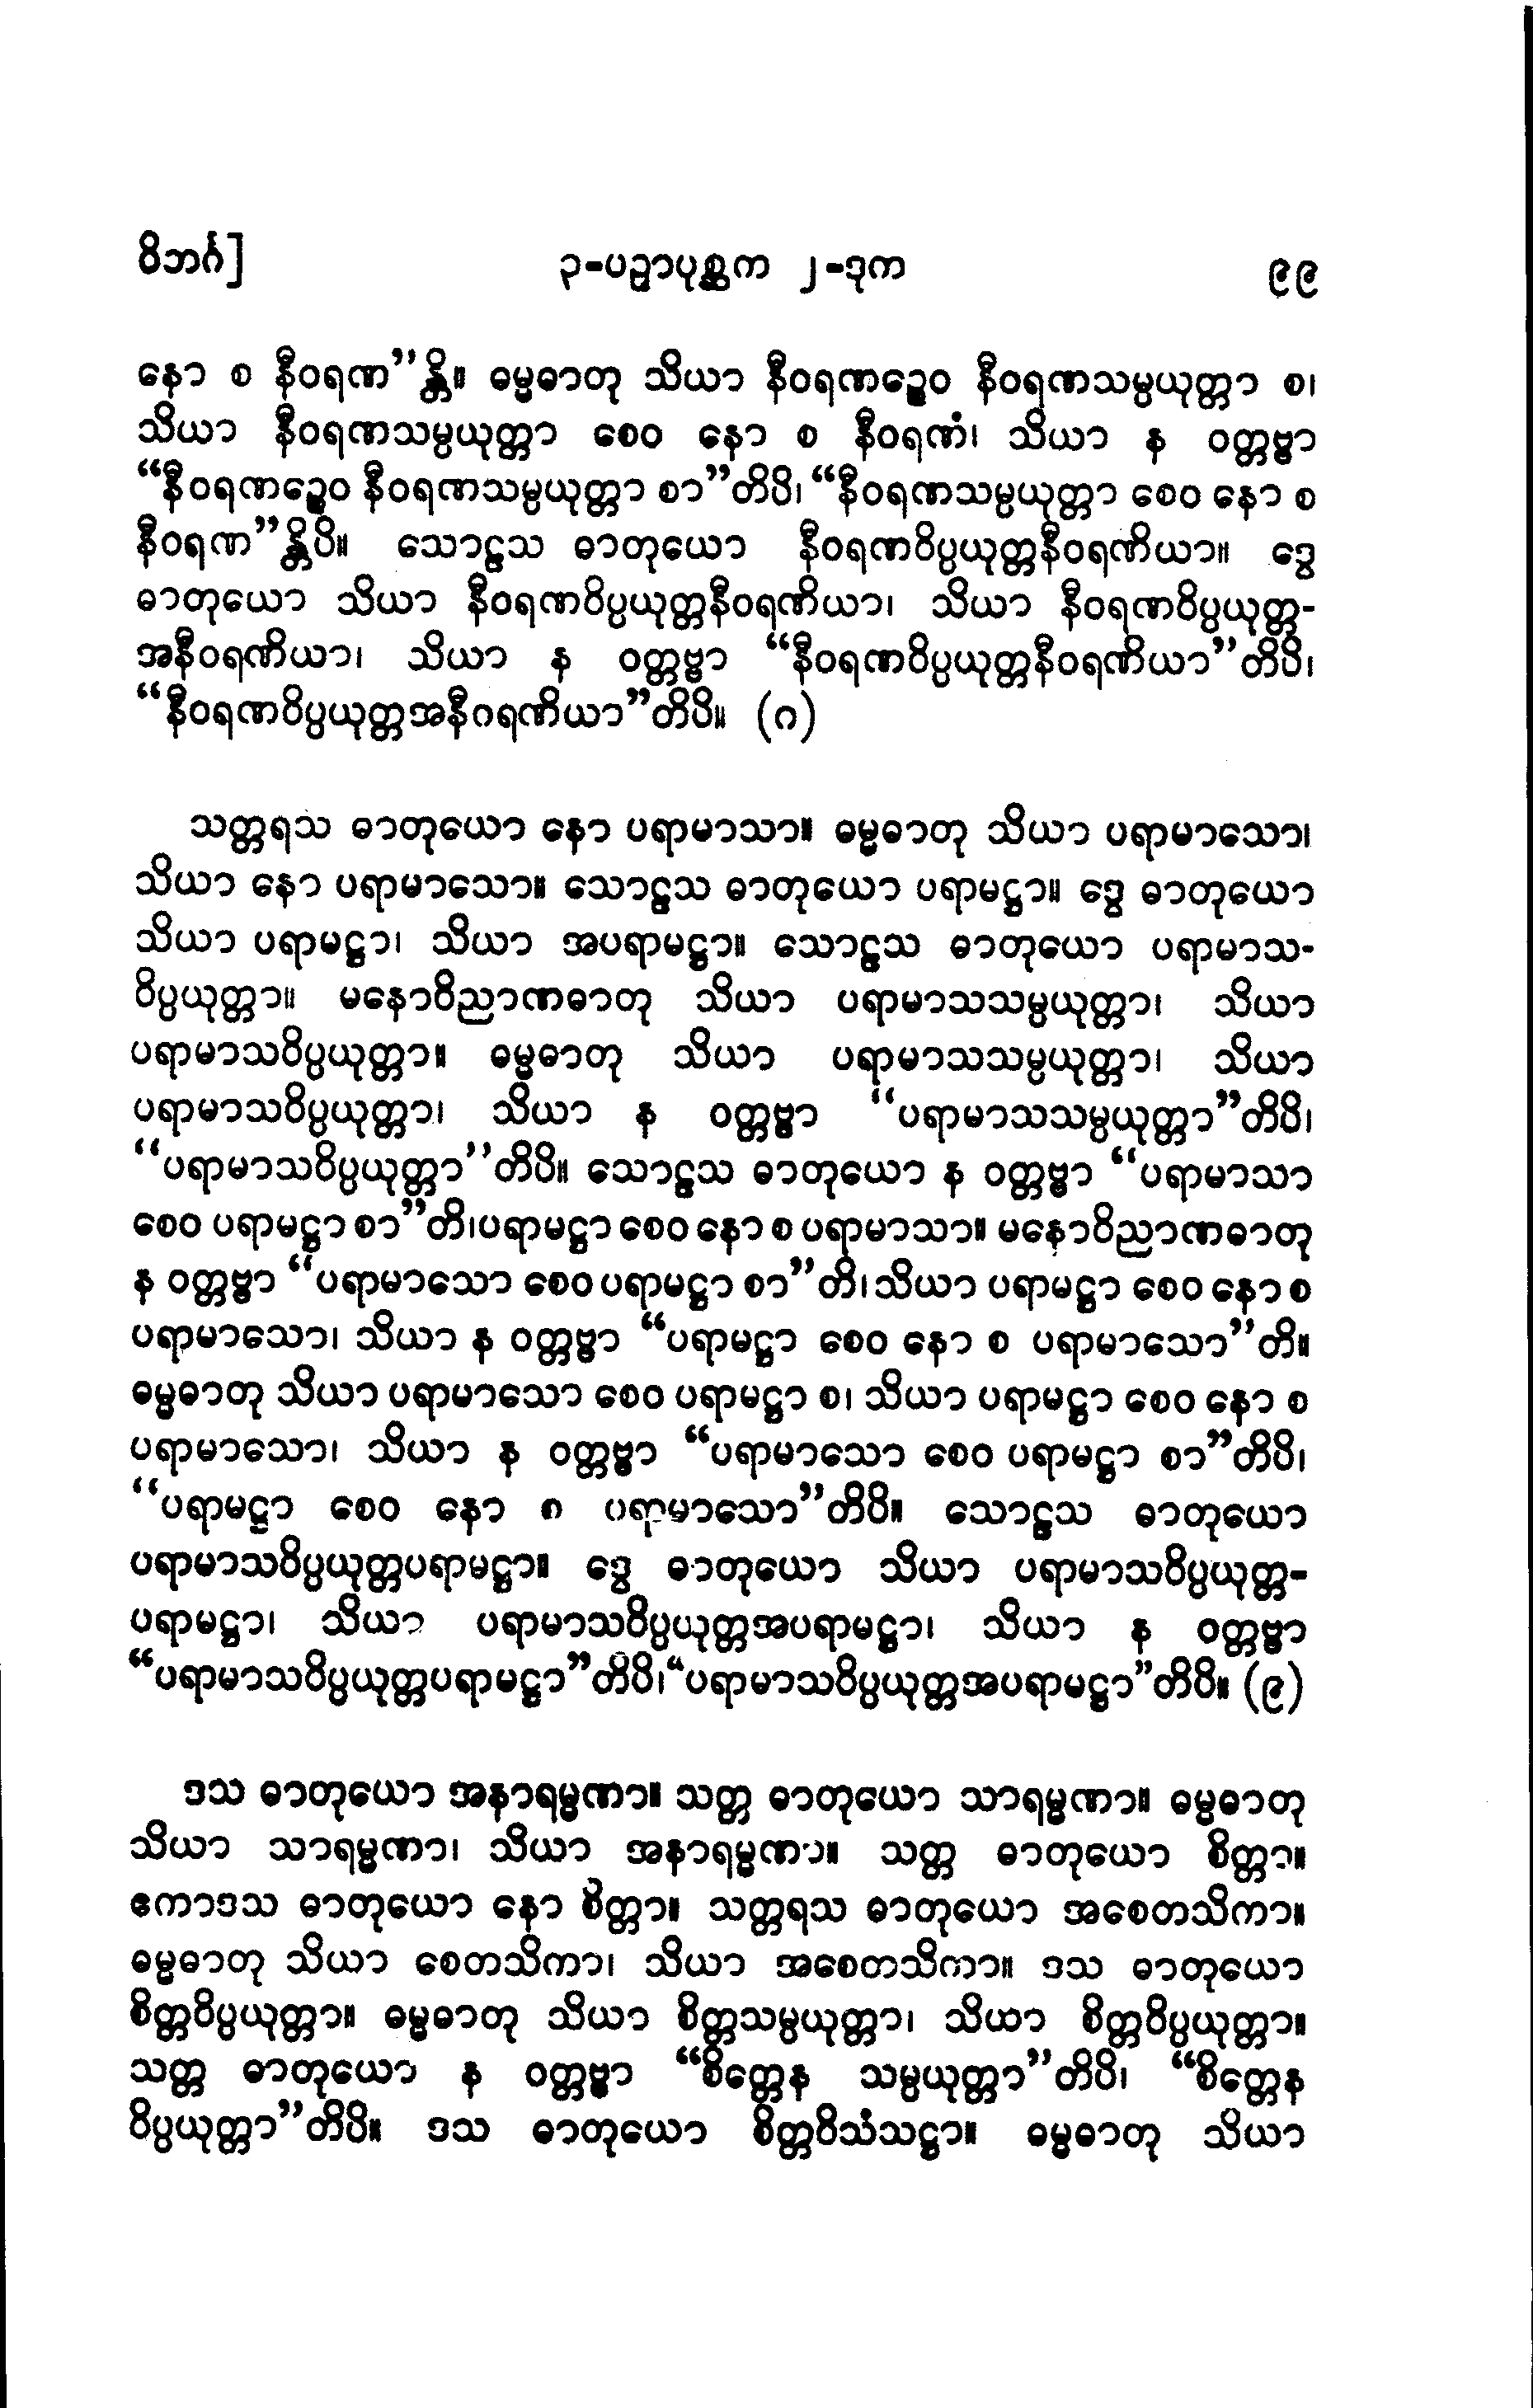 ဝိဘင်္ဂ] ၃-ပဉှာပုစ္ဆက ၂-ဒုက ၉၉
နော စ နီဝရဏ”န္တိ။ ဓမ္မဓာတု သိယာ နီဝရဏဉ္စေဝ နီဝရဏသမ္ပယုတ္တာ စ၊
သိယာ နီဝရဏသမ္ပယုတ္တာ စေဝ နော စ နီဝရဏံ၊ သိယာ န ဝတ္တဗ္ဗာ
“နီဝရဏဉ္စေဝ နီဝရဏသမ္ပယုတ္တာ စာ”တိပိ၊ “နီဝရဏသမ္ပယုတ္တာ စေဝ နော စ
နီဝရဏ”န္တိပိ။ သောဠသ ဓာတုယော နီဝရဏဝိပ္ပယုတ္တနီဝရဏိယာ။ ဒွေ
ဓာတုယော သိယာ နီဝရဏဝိပ္ပယုတ္တနီဝရဏိယာ၊ သိယာ နီဝရဏဝိပ္ပယုတ္တ-
အနီဝရဏိယာ၊ သိယာ န ဝတ္တဗ္ဗာ “နီဝရဏဝိပ္ပယုတ္တနီဝရဏိယာ”တိပိ၊
“နီဝရဏဝိပ္ပယုတ္တအနီဂရဏိယာ”တိပိ။ (ဂ)
သတ္တရသ ဓာတုယော နော ပရာမာသာ။ ဓမ္မဓာတု သိယာ ပရာမာသော၊
သိယာ နော ပရာမာသော။ သောဠသ ဓာတုယော ပရာမဋ္ဌာ။ ဒွေ ဓာတုယော
သိယာ ပရာမဋ္ဌာ၊ သိယာ အပရာမဋ္ဌာ။ သောဠသ ဓာတုယော ပရာမာသ-
ဝိပ္ပယုတ္တာ။ မနောဝိညာဏဓာတု သိယာ ပရာမာသသမ္ပယုတ္တာ၊ သိယာ
ပရာမာသဝိပ္ပယုတ္တာ။ ဓမ္မဓာတု သိယာ ပရာမာသသမ္ပယုတ္တာ၊ သိယာ
ပရာမာသဝိပ္ပယုတ္တာ၊ သိယာ န ဝတ္တဗ္ဗာ “ပရာမာသသမ္ပယုတ္တာ”တိပိ၊
“ပရာမာသဝိပ္ပယုတ္တာ”တိပိ။ သောဠသ ဓာတုယော န ဝတ္တဗ္ဗာ “ပရာမာသာ
စေဝ ပရာမဋ္ဌာ စာ”တိ၊ပရာမဋ္ဌာ စေဝ နော စ ပရာမာသာ။ မနောဝိညာဏဓာတု
န ဝတ္တဗ္ဗာ “ပရာမာသော စေဝ ပရာမဋ္ဌာ စာ”တိ၊ သိယာ ပရာမဋ္ဌာ စေဝ နော စ
ပရာမာသော၊ သိယာ န ဝတ္တဗ္ဗာ “ပရာမဋ္ဌာ စေဝ နော စ ပရာမာသော”တိ။
ဓမ္မဓာတု သိယာ ပရာမာသော စေဝ ပရာမဋ္ဌာ စ၊ သိယာ ပရာမဋ္ဌာ စေဝ နော စ
ပရာမာသော၊ သိယာ န ဝတ္တဗ္ဗာ “ပရာမာသော စေဝ ပရာမဋ္ဌာ စာ”တိပိ၊
“ပရာမဋ္ဌာ စေဝ နော စ ပရာမာသော”တိပိ။ သောဠသ ဓာတုယော
ပရာမာသဝိပ္ပယုတ္တပရာမဋ္ဌာ။ ဒွေ ဓာတုယော သိယာ ပရာမာသဝိပ္ပယုတ္တ-
ပရာမဋ္ဌာ၊ သိယာ ပရာမာသဝိပ္ပယုတ္တအပရာမဋ္ဌာ၊ သိယာ န ဝတ္တဗ္ဗာ
“ပရာမာသဝိပ္ပယုတ္တပရာမဋ္ဌာ”တိပိ၊ “ပရာမာသဝိပ္ပယုတ္တအပရာမဋ္ဌာ”တိပိ။ (၉)
ဒသ ဓာတုယော အနာရမ္မဏာ။ သတ္တ ဓာတုယော သာရမ္မဏာ။ ဓမ္မဓာတု
သိယာ သာရမ္မဏာ၊ သိယာ အနာရမ္မဏာ။ သတ္တ ဓာတုယော စိတ္တာ။
ဧကာဒသ ဓာတုယော နော စိတ္တာ။ သတ္တရသ ဓာတုယော အစေတသိကာ။
ဓမ္မဓာတု သိယာ စေတသိကာ၊ သိယာ အစေတသိကာ။ ဒသ ဓာတုယော
စိတ္တဝိပ္ပယုတ္တာ။ ဓမ္မဓာတု သိယာ စိတ္တသမ္ပယုတ္တာ၊ သိယာ စိတ္တဝိပ္ပယုတ္တာ။
သတ္တ ဓာတုယော န ဝတ္တဗ္ဗာ “စိတ္တေန သမ္ပယုတ္တာ”တိပိ၊ “စိတ္တေန
ဝိပ္ပယုတ္တာ”တိပိ။ ဒသ ဓာတုယော စိတ္တဝိသံသဋ္ဌာ။ ဓမ္မဓာတု သိယာ